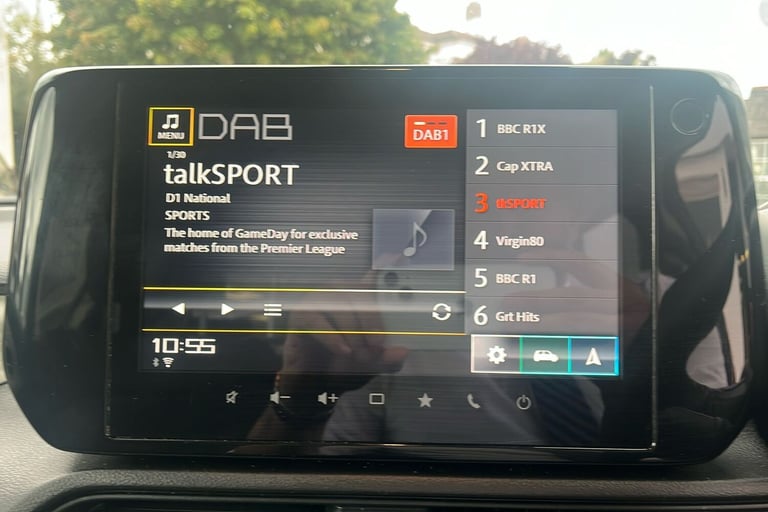 MENU
DAB
DAB1
1/30
talkSPORT
D1 National
SPORTS
The home of GameDay for exclusive
matches from the Premier League
10:55
1 BBC R1X
2 Cap XTRA
3 tlkSPORT
4 Virgin80
5 BBC R1
6 Grt Hits